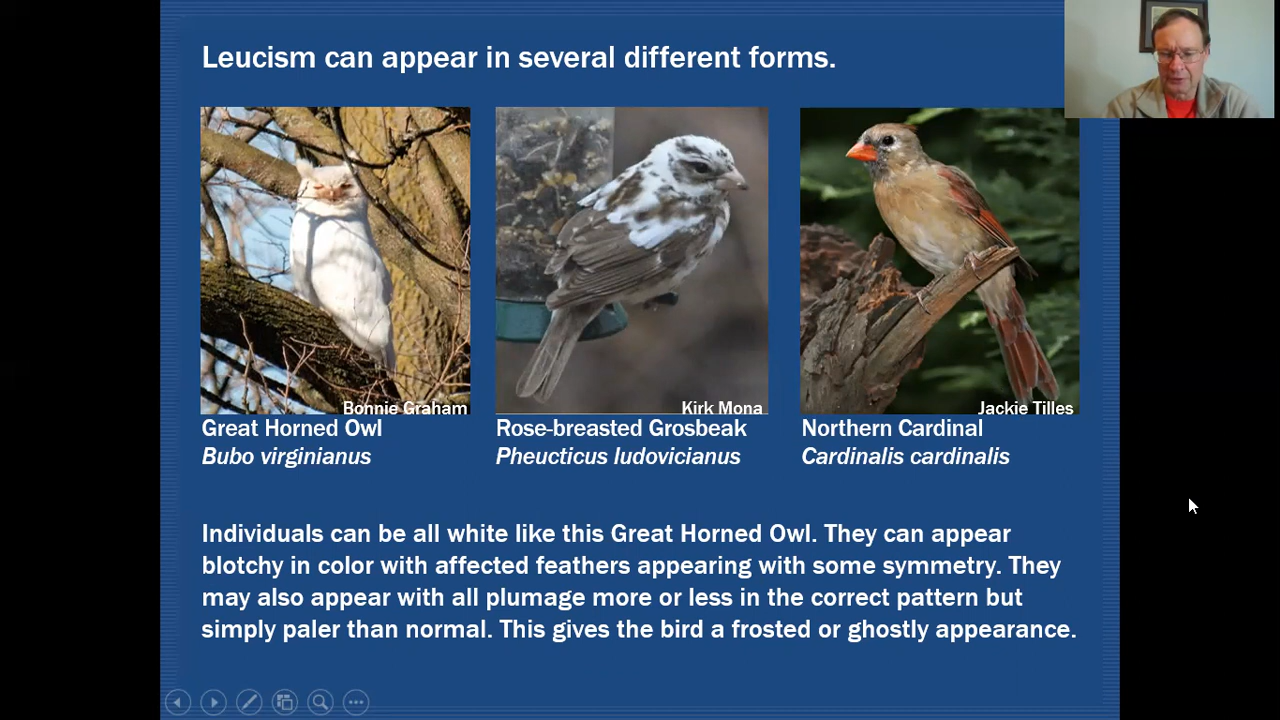 Leucism can appear in several different forms.
Bonnie Graham
Kirk Mona
Jackie Tilles
Great Horned Owl
Bubo virginianus
Rose-breasted Grosbeak
Pheucticus ludovicianus
Northern Cardinal
Cardinalis cardinalis
Individuals can be all white like this Great Horned Owl. They can appear
blotchy in color with affected feathers appearing with some symmetry. They
may also appear with all plumage more or less in the correct pattern but
simply paler than normal. This gives the bird a frosted or ghostly appearance.